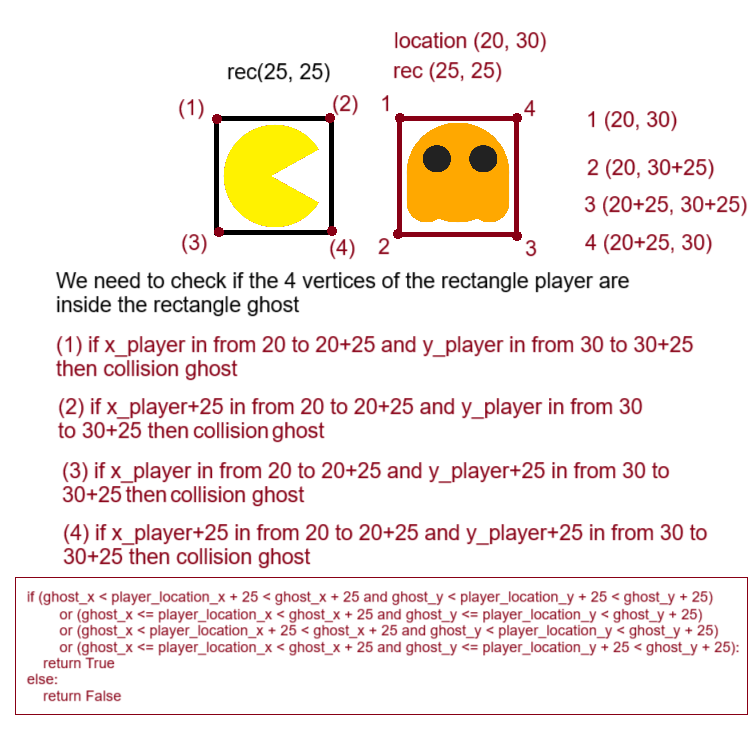 location (20, 30)
rec(25, 25)
rec (25, 25)
(1)
(2)
1
4
1 (20, 30)
2 (20, 30+25)
3 (20+25, 30+25)
(3)
(4)
2
3
4 (20+25, 30)
We need to check if the 4 vertices of the rectangle player are
inside the rectangle ghost
(1) if x_player in from 20 to 20+25 and y_player in from 30 to 30+25
then collision ghost
(2) if x_player+25 in from 20 to 20+25 and y_player in from 30
to 30+25 then collision ghost
(3) if x_player in from 20 to 20+25 and y_player+25 in from 30 to
30+25 then collision ghost
(4) if x_player+25 in from 20 to 20+25 and y_player+25 in from 30 to
30+25 then collision ghost
if (ghost_x < player_location_x + 25 < ghost_x + 25 and ghost_y < player_location_y + 25 < ghost_y + 25)
or (ghost_x <= player_location_x < ghost_x + 25 and ghost_y <= player_location_y < ghost_y + 25)
or (ghost_x < player_location_x + 25 < ghost_x + 25 and ghost_y < player_location_y < ghost_y + 25)
or (ghost_x <= player_location_x < ghost_x + 25 and ghost_y <= player_location_y + 25 < ghost_y + 25):
return True
else:
return False